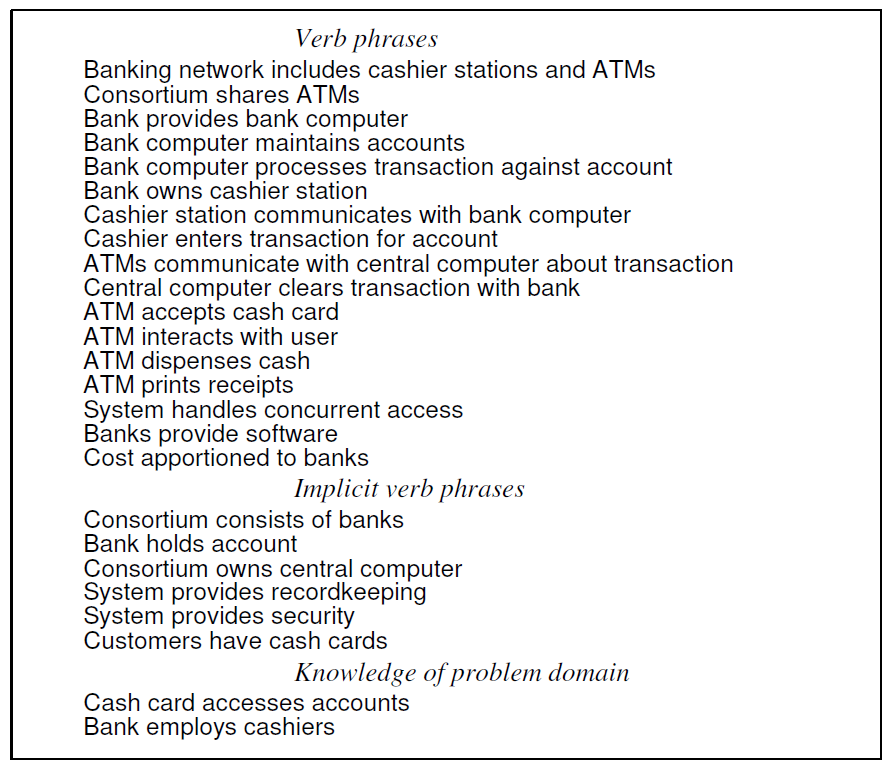 Verb phrases
Banking network includes cashier stations and ATMs
Consortium shares ATMs
Bank provides bank computer
Bank computer maintains accounts
Bank computer processes transaction against account
Bank owns cashier station
Cashier station communicates with bank computer
Cashier enters transaction for account
ATMs communicate with central computer about transaction
Central computer clears transaction with bank
ATM accepts cash card
ATM interacts with user
ATM dispenses cash
ATM prints receipts
System handles concurrent access
Banks provide software
Cost apportioned to banks
Implicit verb phrases
Consortium consists of banks
Bank holds account
Consortium owns central computer
System provides recordkeeping
System provides security
Customers have cash cards
Knowledge of problem domain
Cash card accesses accounts
Bank employs cashiers